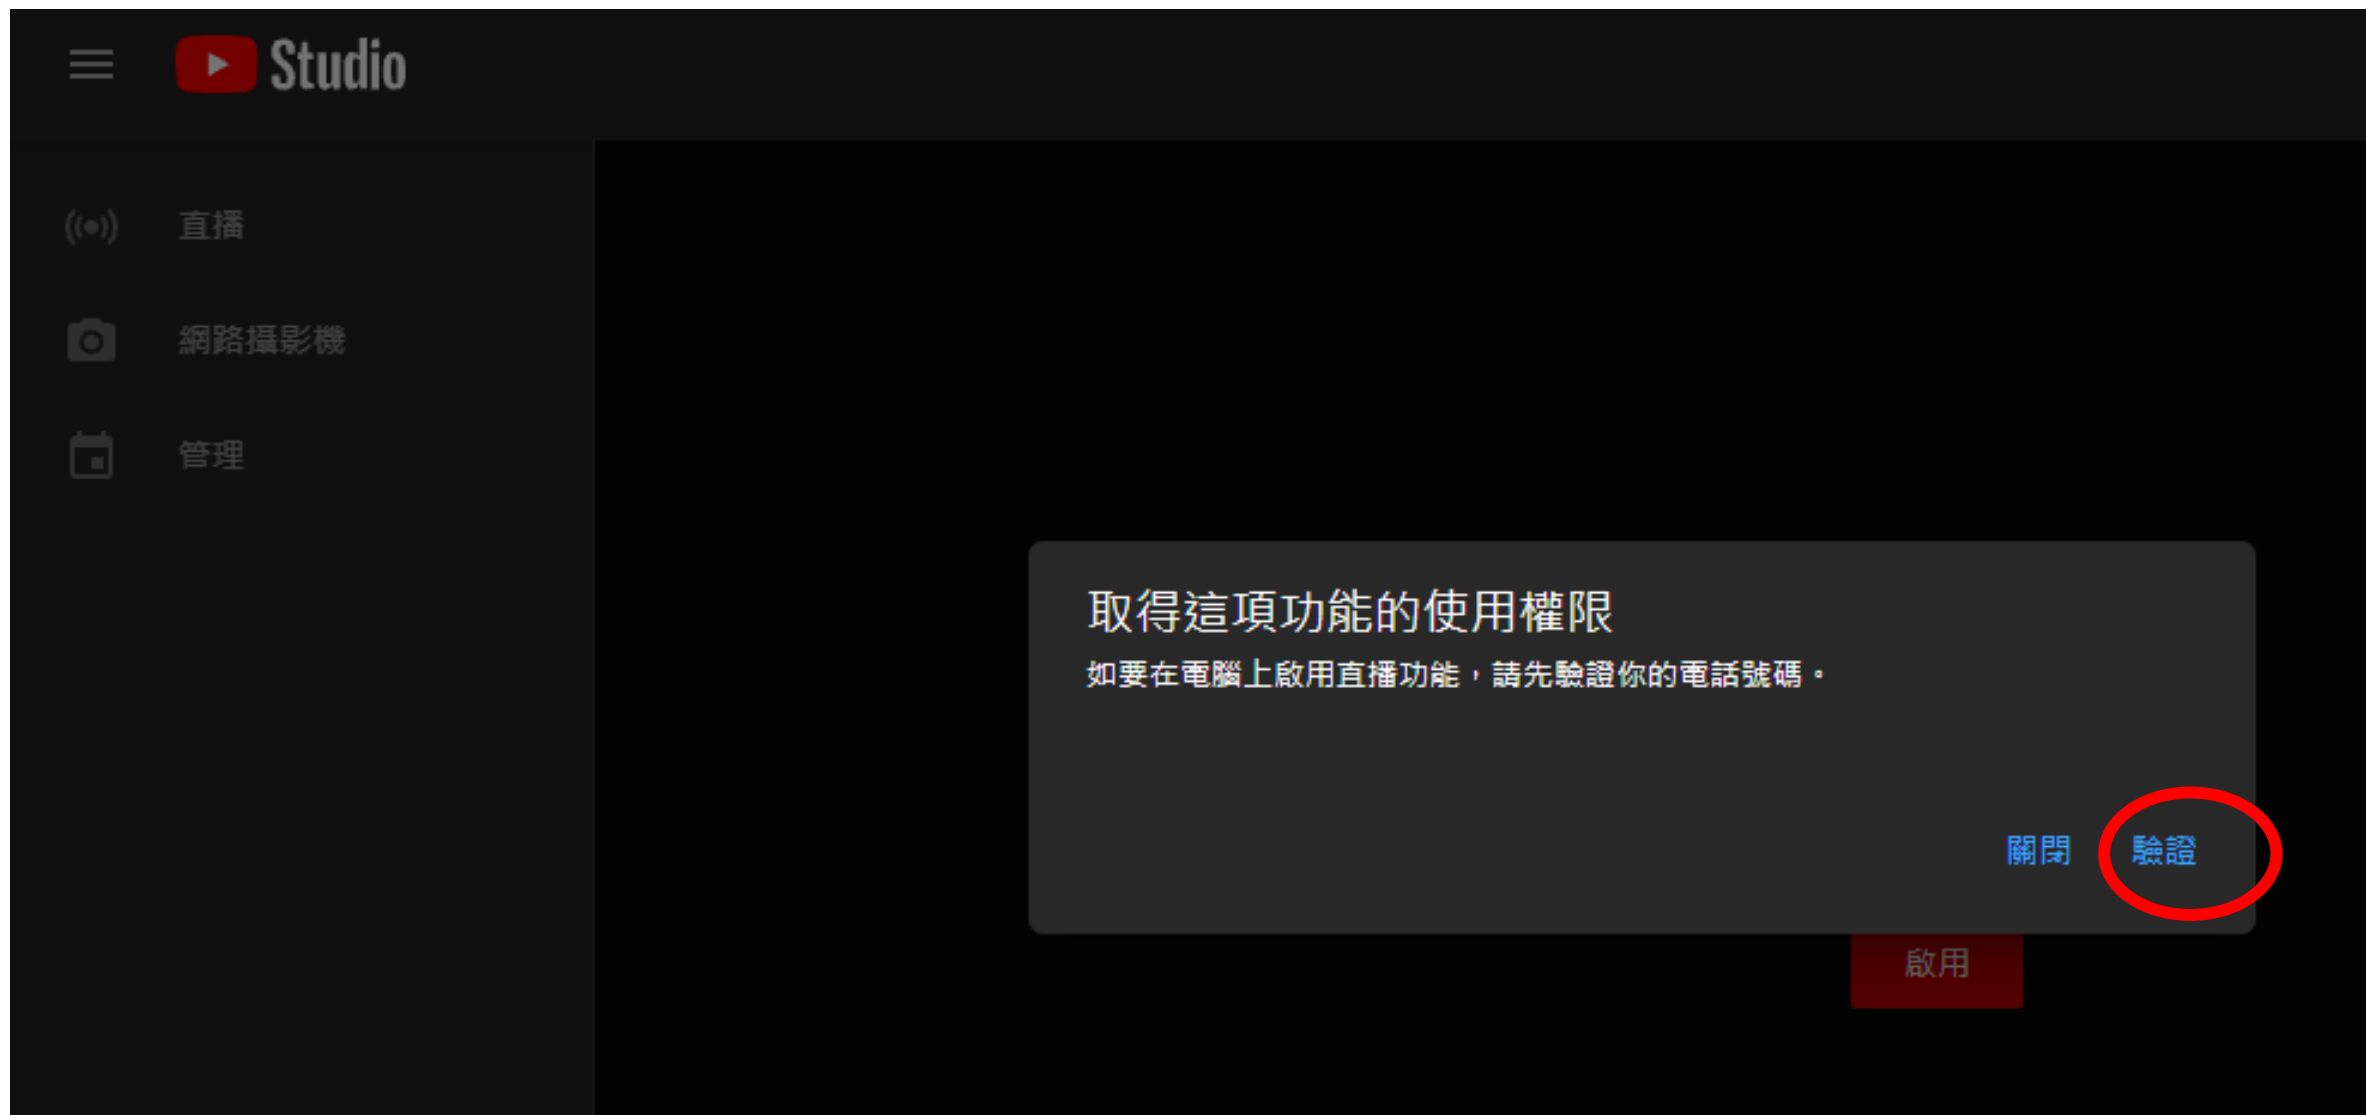 Studio
直播
網路攝影機
管理
取得這項功能的使用權限
如要在電腦上啟用直播功能，請先驗證你的電話號碼。
關閉 驗證
啟用